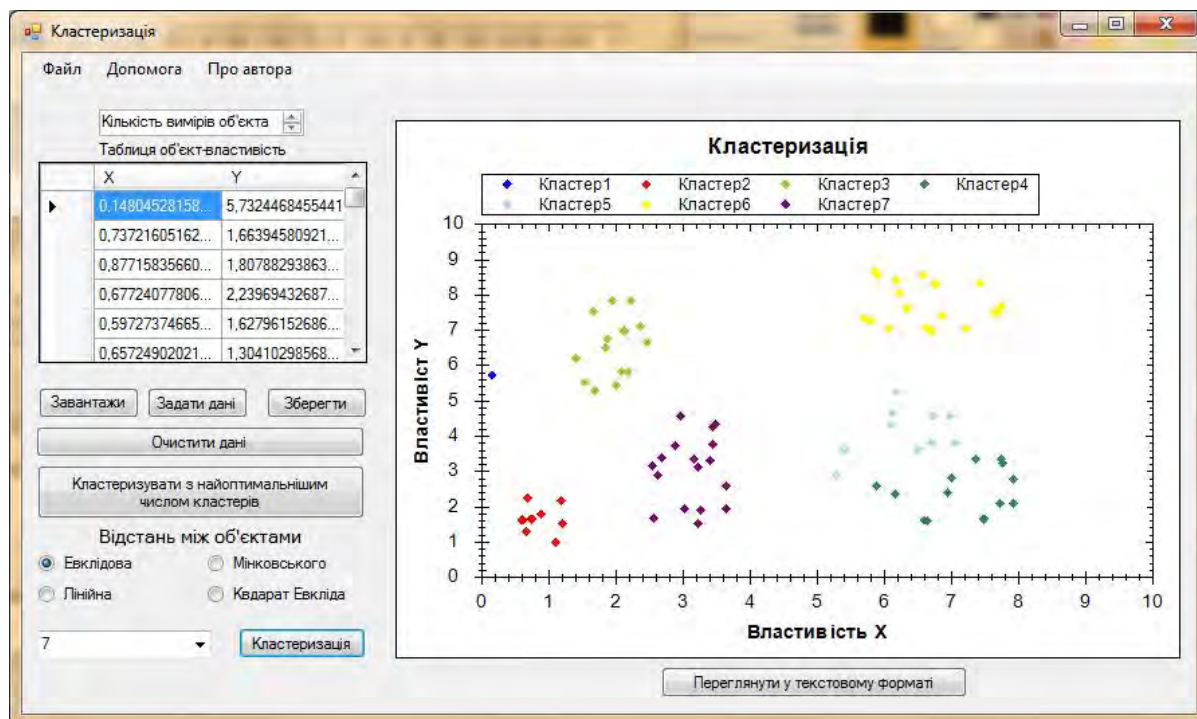 Кластеризація
Файл Допомога Про автора
Кількість вимірів об'єкта
Таблиця об'єкт-властивість
X Y
0,14804528158... 5,7324468455441
0,73721605162... 1,66394580921...
0,87715835660... 1,80788293863...
0,67724077806... 2,23969432687...
0,59727374665... 1,62796152686...
0,65724902021... 1,30410298568...
Завантажи Задати дані Зберегти
Очистити дані
Кластеризувати з найоптимальнішим
числом кластерів
Відстань між об'єктами
Евклідова Мінковського
Лінійна Квдарат Евкліда
7 Кластеризація
Кластеризація
Кластер1 Кластер2 Кластер3 Кластер4
Кластер5 Кластер6 Кластер7
Властивіст Y
10
9
8
7
6
5
4
3
2
1
0
0 1 2 3 4 5 6 7 8 9 10
Властивість X
Переглянути у текстовому форматі